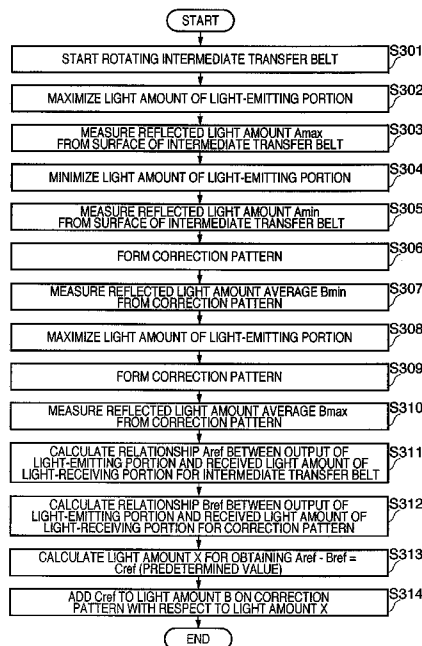 START
S301
START ROTATING INTERMEDIATE TRANSFER BELT
S302
MAXIMIZE LIGHT AMOUNT OF LIGHT-EMITTING PORTION
S303
MEASURE REFLECTED LIGHT AMOUNT Amax
FROM SURFACE OF INTERMEDIATE TRANSFER BELT
S304
MINIMIZE LIGHT AMOUNT OF LIGHT-EMITTING PORTION
S305
MEASURE REFLECTED LIGHT AMOUNT Amin
FROM SURFACE OF INTERMEDIATE TRANSFER BELT
S306
FORM CORRECTION PATTERN
S307
MEASURE REFLECTED LIGHT AMOUNT AVERAGE Bmin
FROM CORRECTION PATTERN
S308
MAXIMIZE LIGHT AMOUNT OF LIGHT-EMITTING PORTION
S309
FORM CORRECTION PATTERN
S310
MEASURE REFLECTED LIGHT AMOUNT AVERAGE Bmax
FROM CORRECTION PATTERN
S311
CALCULATE RELATIONSHIP Aref BETWEEN OUTPUT OF
LIGHT-EMITTING PORTION AND RECEIVED LIGHT AMOUNT OF
LIGHT-RECEIVING PORTION FOR INTERMEDIATE TRANSFER BELT
S312
CALCULATE RELATIONSHIP Bref BETWEEN OUTPUT OF
LIGHT-EMITTING PORTION AND RECEIVED LIGHT AMOUNT OF
LIGHT-RECEIVING PORTION FOR CORRECTION PATTERN
S313
CALCULATE LIGHT AMOUNT X FOR OBTAINING Aref - Bref =
Cref (PREDETERMINED VALUE)
S314
ADD Cref TO LIGHT AMOUNT B ON CORRECTION
PATTERN WITH RESPECT TO LIGHT AMOUNT X
END